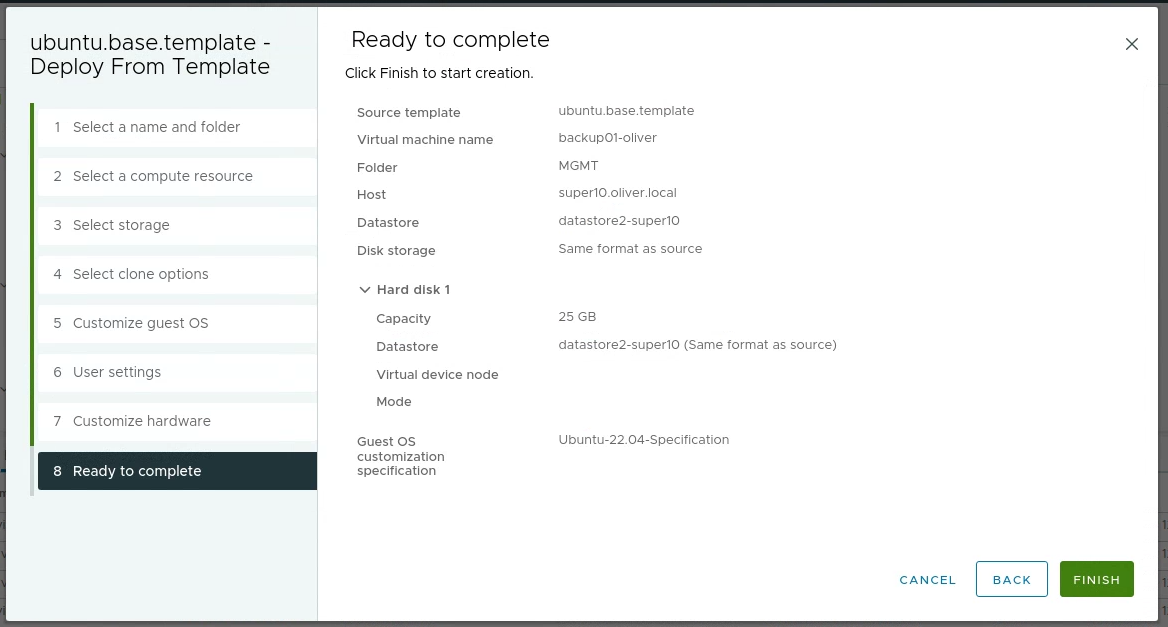 ubuntu.base.template -
Deploy From Template
1 Select a name and folder
2 Select a compute resource
3 Select storage
4 Select clone options
5 Customize guest OS
6 User settings
7 Customize hardware
8 Ready to complete
Ready to complete
Click Finish to start creation.
Source template ubuntu.base.template
Virtual machine name backup01-oliver
Folder MGMT
Host super10.oliver.local
Datastore datastore2-super10
Disk storage Same format as source
Hard disk 1
Capacity 25 GB
Datastore datastore2-super10 (Same format as source)
Virtual device node
Mode
Guest OS Ubuntu-22.04-Specification
customization
specification
CANCEL BACK FINISH